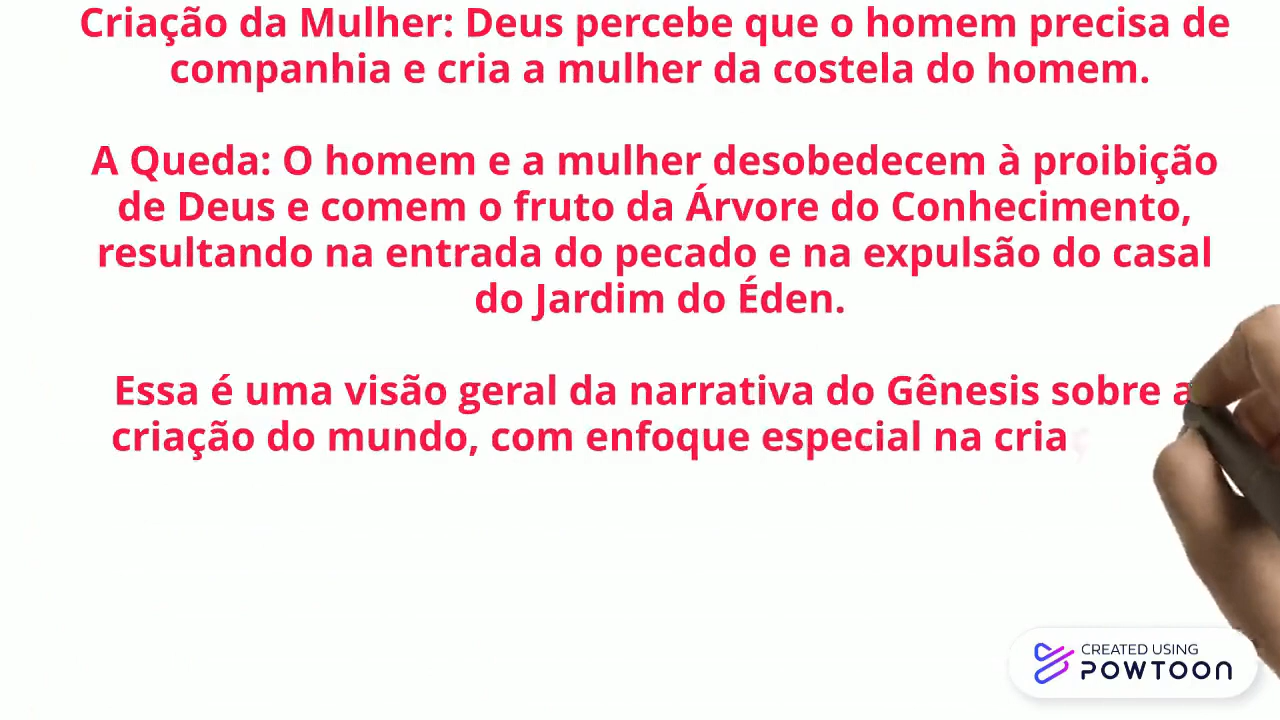 Criação da Mulher: Deus percebe que o homem precisa de
companhia e cria a mulher da costela do homem.
A Queda: O homem e a mulher desobedecem à proibição
de Deus e comem o fruto da Árvore do Conhecimento,
resultando na entrada do pecado e na expulsão do casal
do Jardim do Éden.
Essa é uma visão geral da narrativa do Gênesis sobre a
criação do mundo, com enfoque especial na cria
CREATED USING
POWTOON